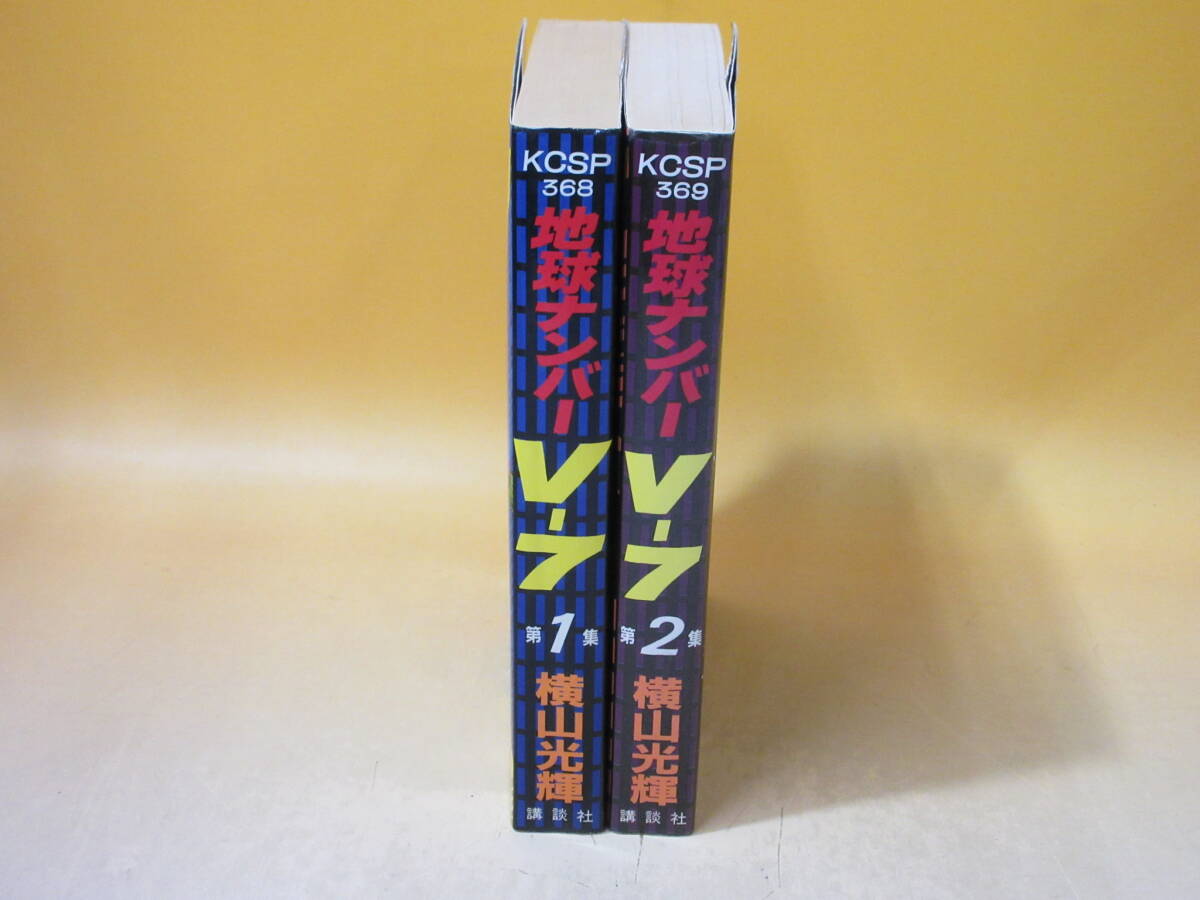 KCSP
368
地球ナンバー
V-7
第1集
横山光輝
講談社
KCSP
369
地球ナンバー
V-7
第2集
横山光輝
講談社